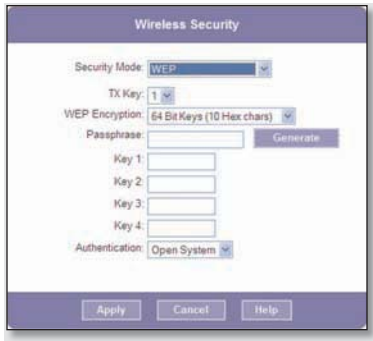 Wireless Security
Security Mode: WEP
TX Key: 1
WEP Encryption: 64 Bit Keys (10 Hex chars)
Passphrase: Generate
Key 1:
Key 2:
Key 3:
Key 4:
Authentication: Open System
Apply Cancel Help